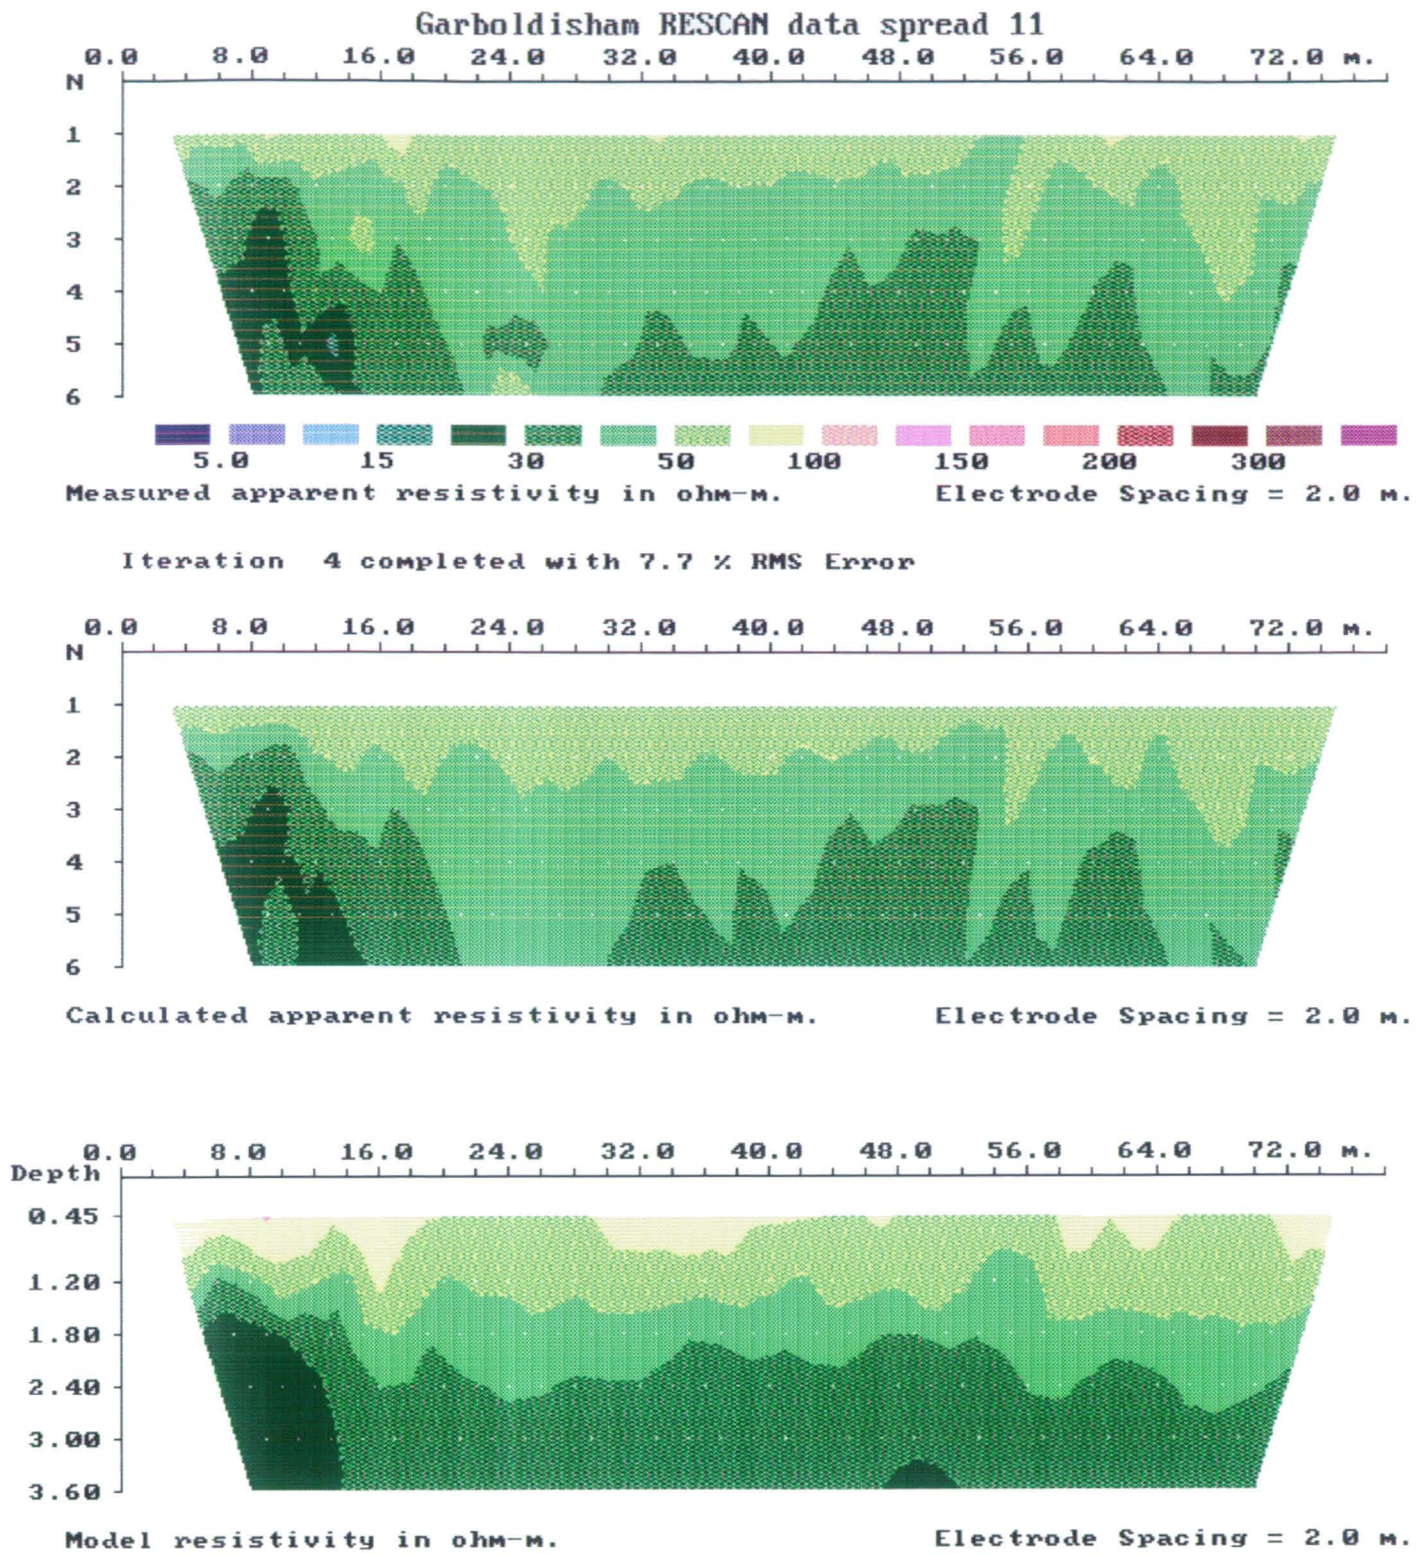 Garboldisham RESCAN data spread 11
0.0 8.0 16.0 24.0 32.0 40.0 48.0 56.0 64.0 72.0 m.
N
1
2
3
4
5
6
5.0 15 30 50 100 150 200 300
Measured apparent resistivity in ohm-m. Electrode Spacing = 2.0 m.
Iteration 4 completed with 7.7 % RMS Error
0.0 8.0 16.0 24.0 32.0 40.0 48.0 56.0 64.0 72.0 m.
N
1
2
3
4
5
6
Calculated apparent resistivity in ohm-m. Electrode Spacing = 2.0 m.
0.0 8.0 16.0 24.0 32.0 40.0 48.0 56.0 64.0 72.0 m.
Depth
0.45
1.20
1.80
2.40
3.00
3.60
Model resistivity in ohm-m. Electrode Spacing = 2.0 m.